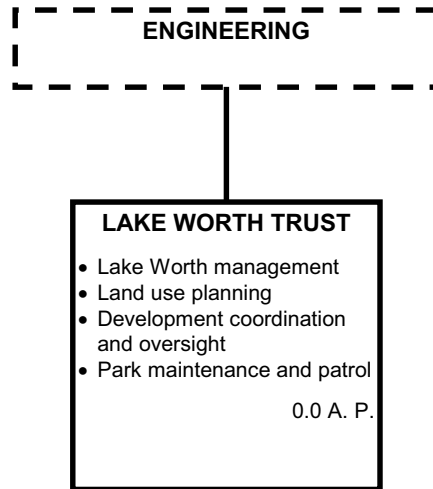 ENGINEERING
LAKE WORTH TRUST
• Lake Worth management
• Land use planning
• Development coordination
and oversight
• Park maintenance and patrol
0.0 A. P.